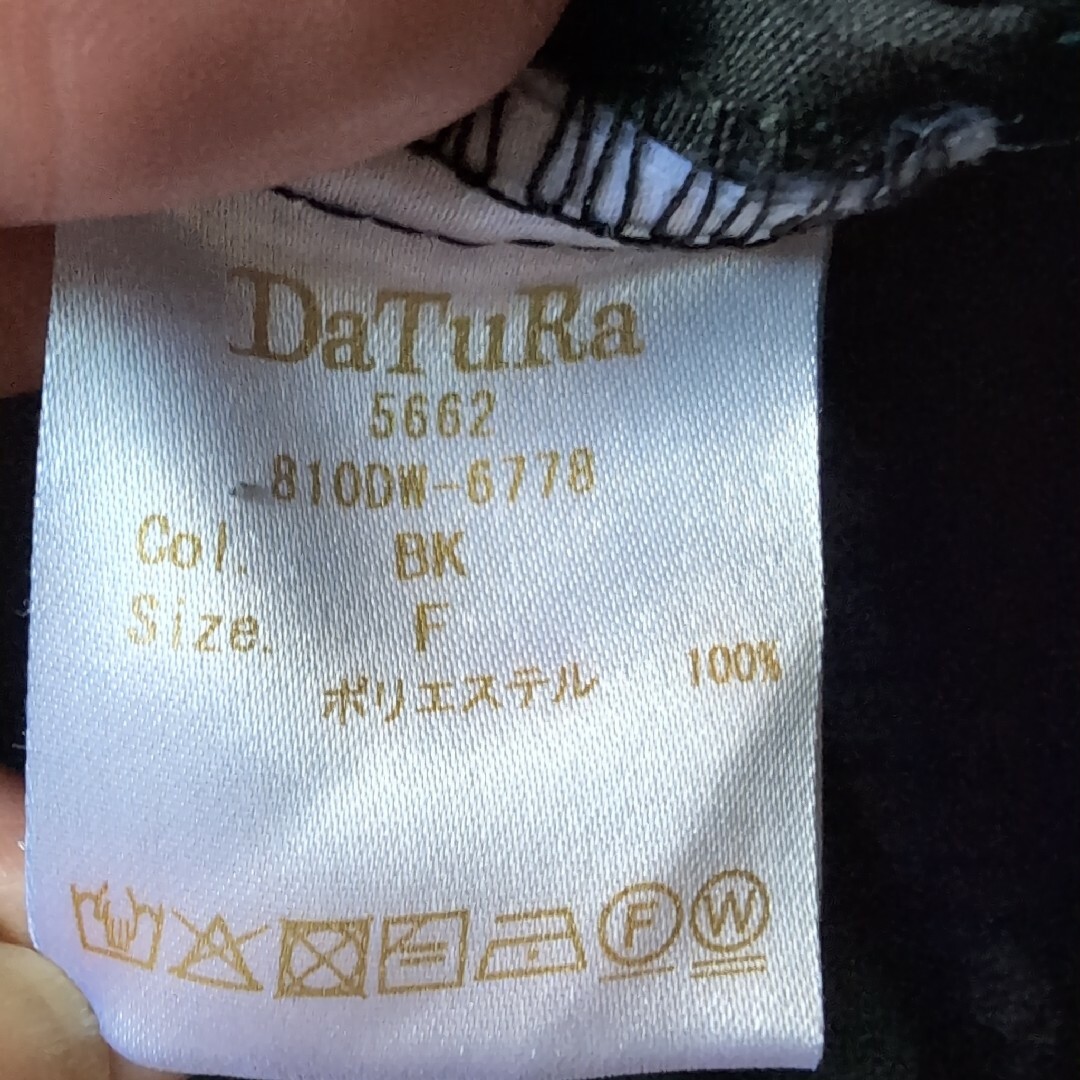 DaTuRa
5662
810DW-6778
Col. BK
Size. F
ポリエステル 100%
F W